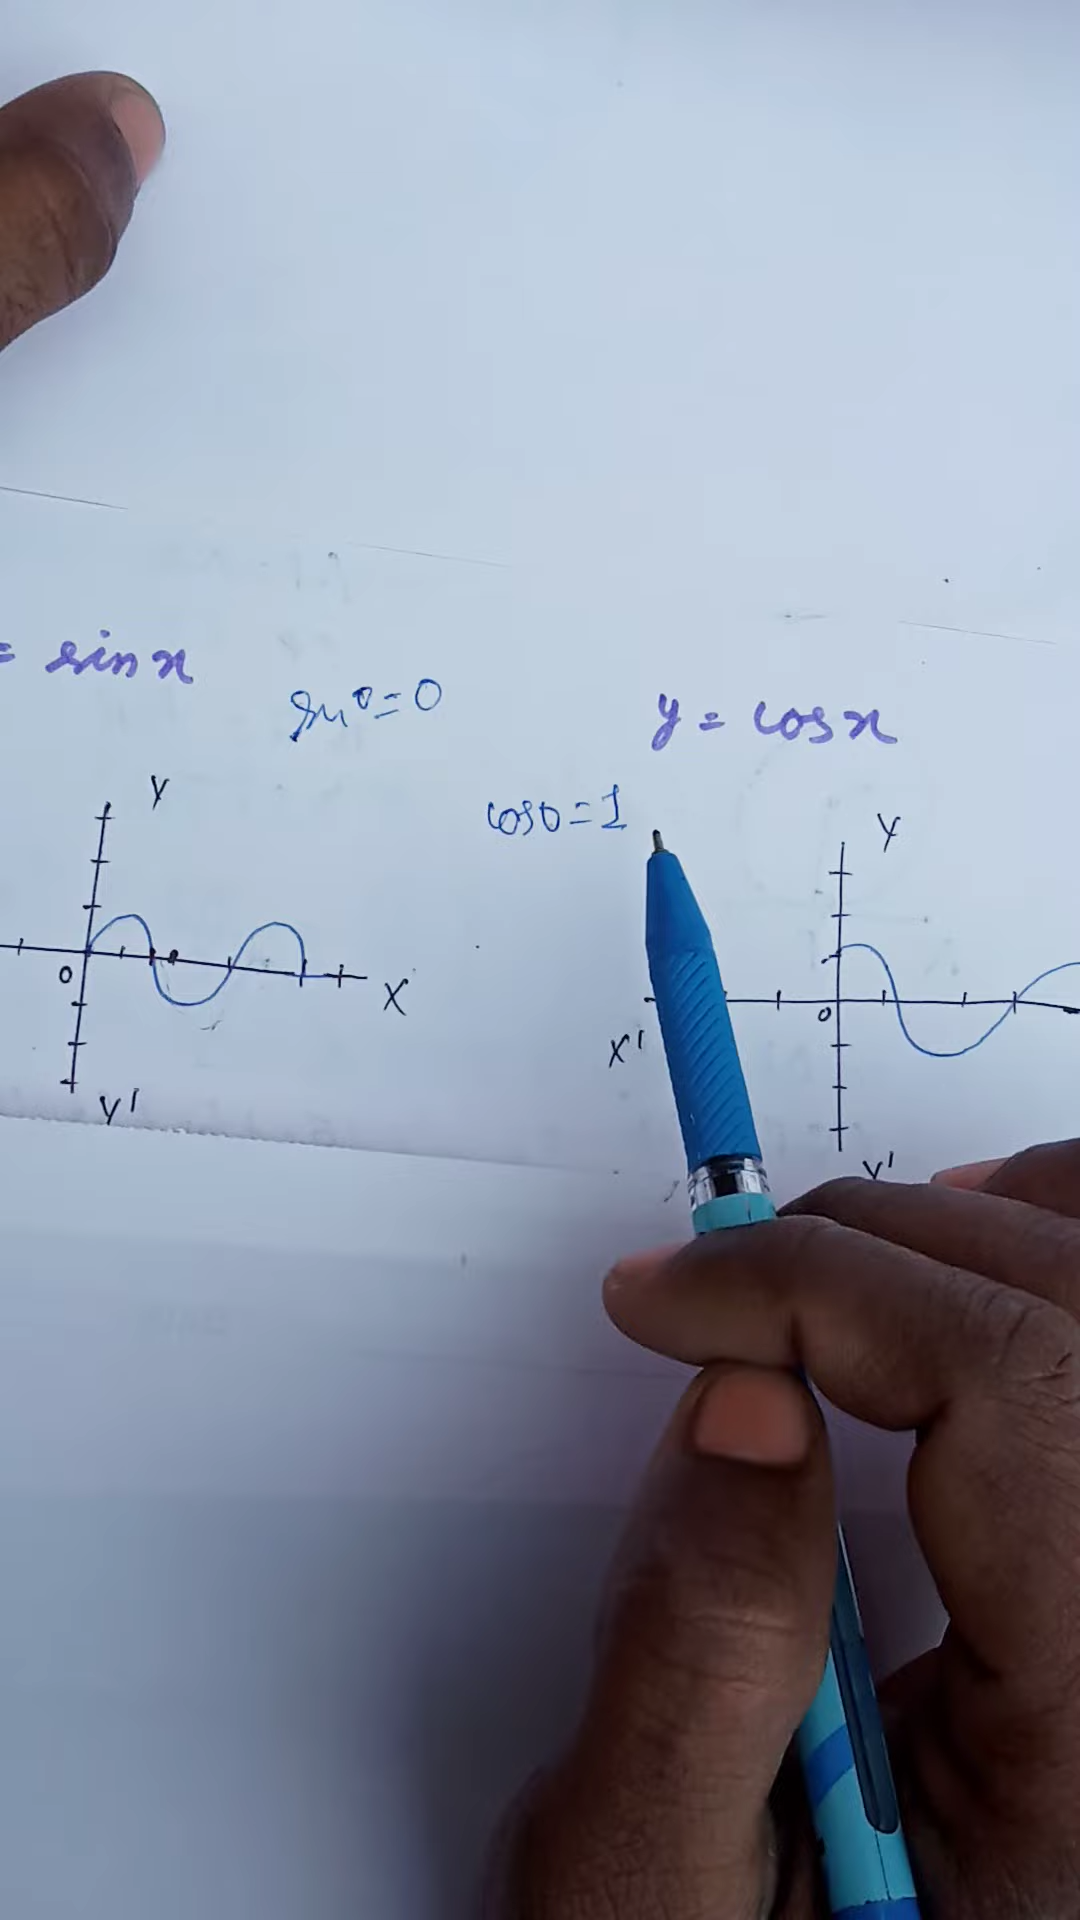 = sin x
sin 0 = 0
y = cos x
cos 0 = 1
Y
0
X
Y'
Y
X'
0
Y'